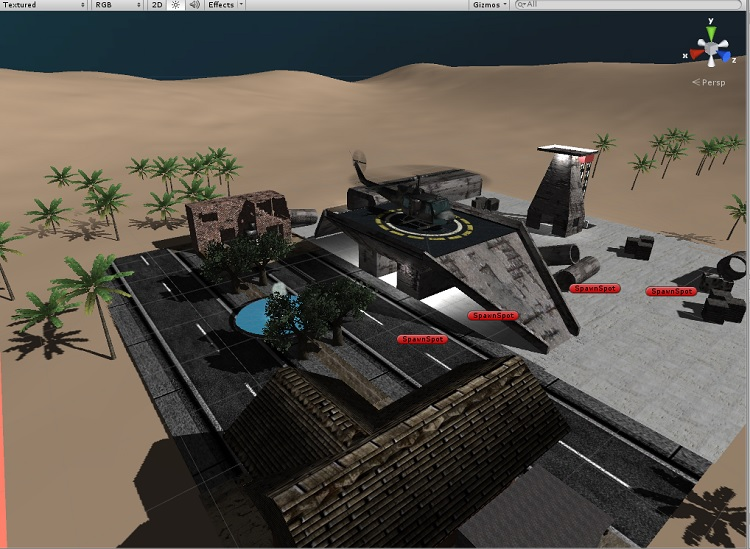 Textured RGB 2D Effects Gizmos All
y
x
z
Persp
SpawnSpot
SpawnSpot
SpawnSpot
SpawnSpot